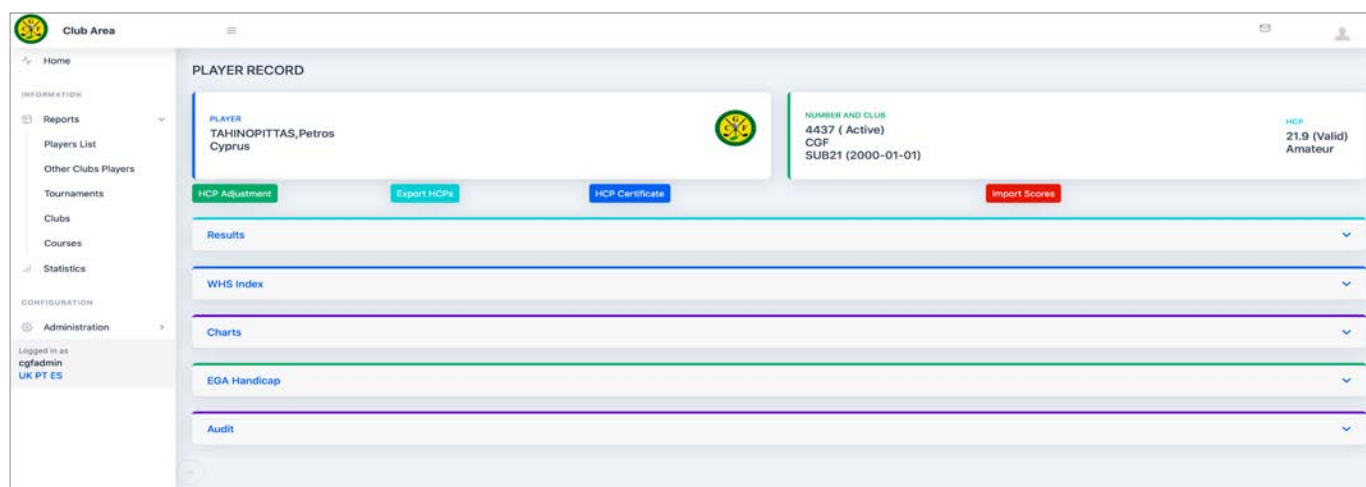 Club Area
Home
INFORMATION
Reports
Players List
Other Clubs Players
Tournaments
Clubs
Courses
Statistics
CONFIGURATION
Administration
Logged in as
cgfadmin
UK PT ES
PLAYER RECORD
PLAYER
TAHINOPITTAS,Petros
Cyprus
NUMBER AND CLUB
4437 ( Active)
CGF
SUB21 (2000-01-01)
HCP
21.9 (Valid)
Amateur
HCP Adjustment
Export HCPs
HCP Certificate
Import Scores
Results
WHS Index
Charts
EGA Handicap
Audit